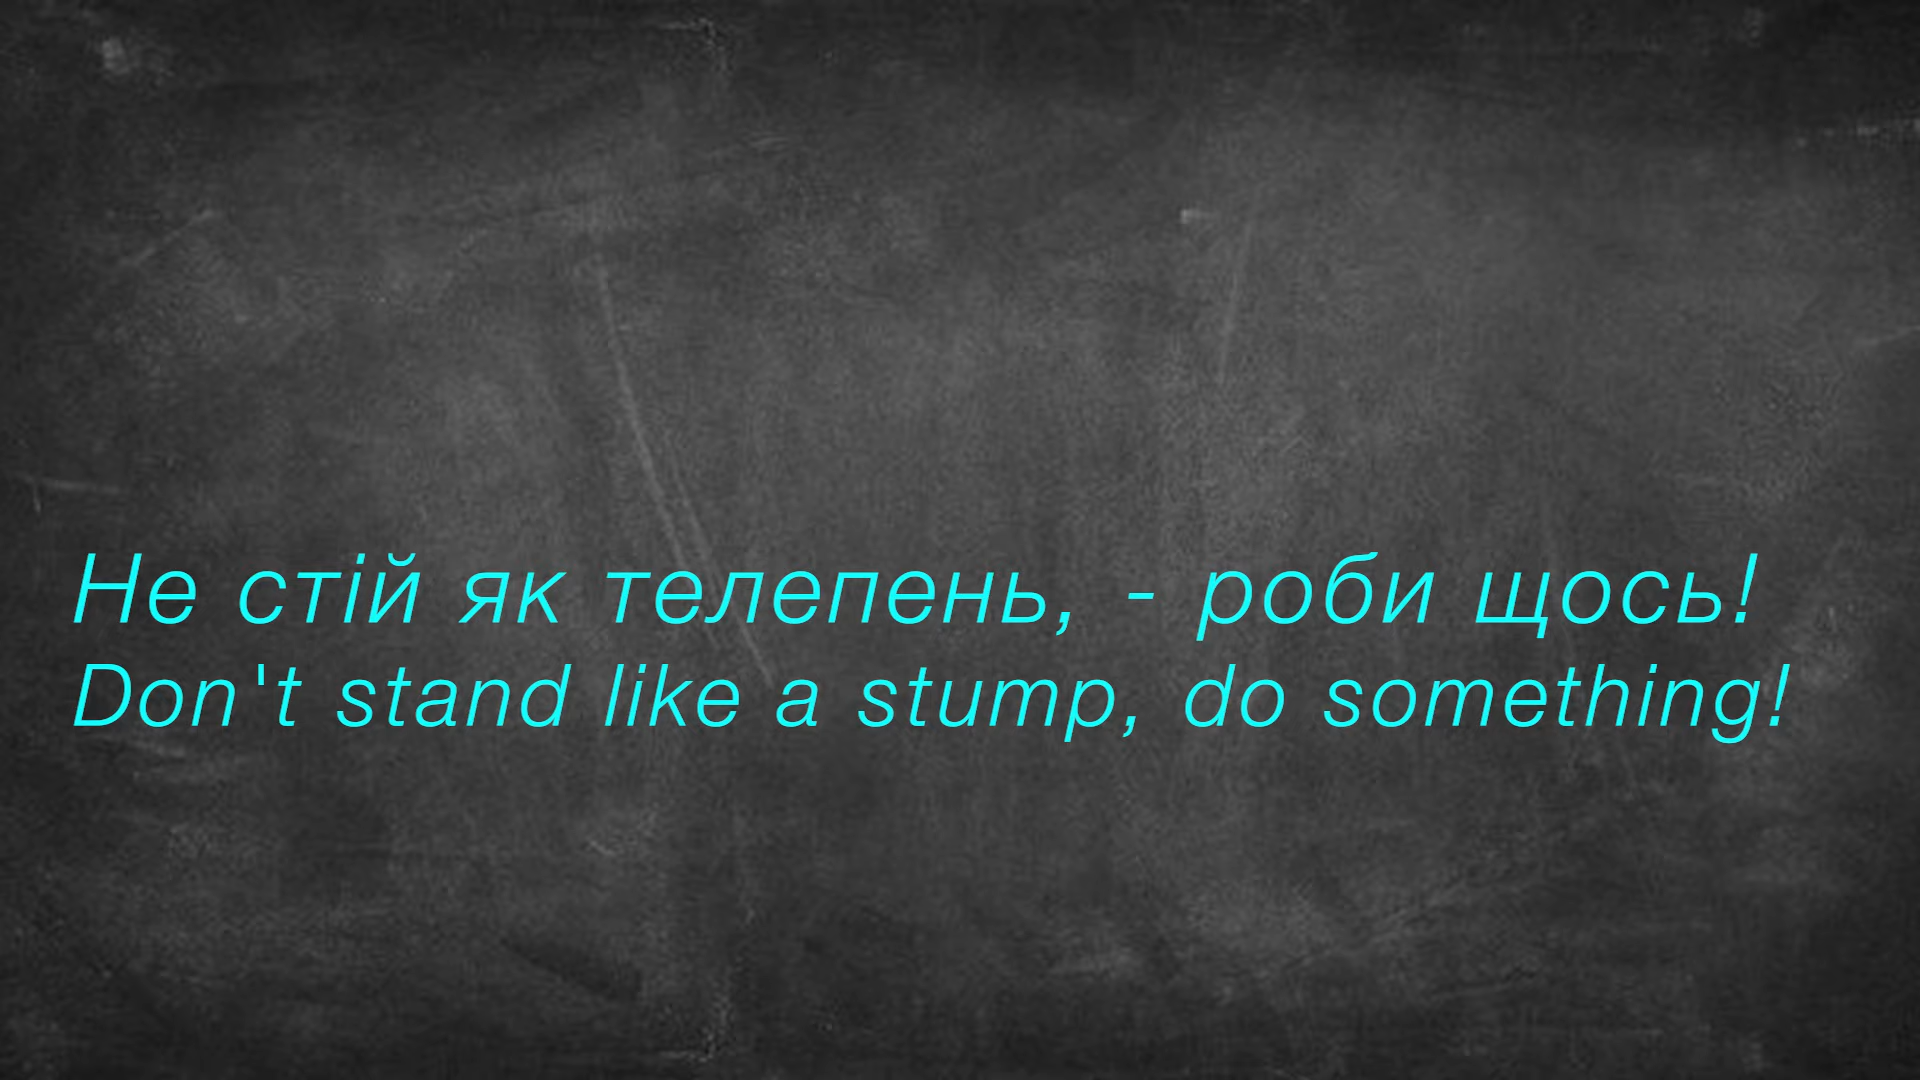 Не стій як телепень, - роби щось!
Don't stand like a stump, do something!